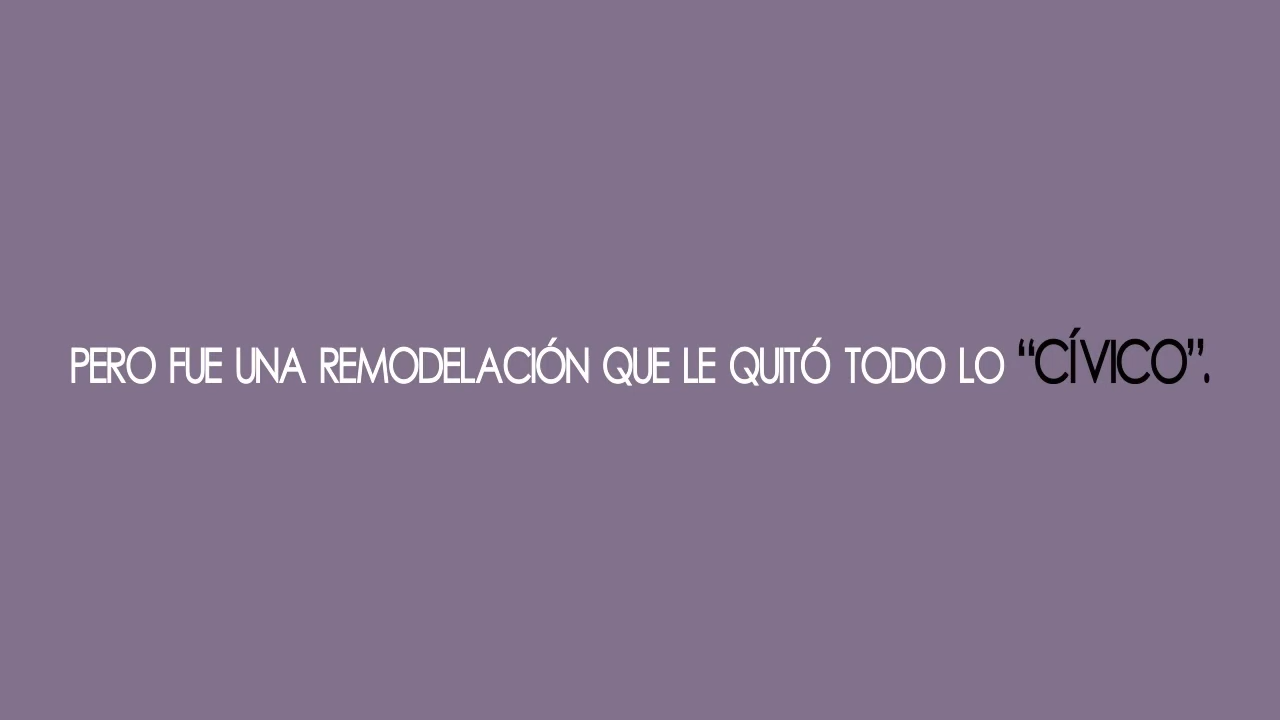 PERO FUE UNA REMODELACIÓN QUE LE QUITÓ TODO LO “CÍVICO”.